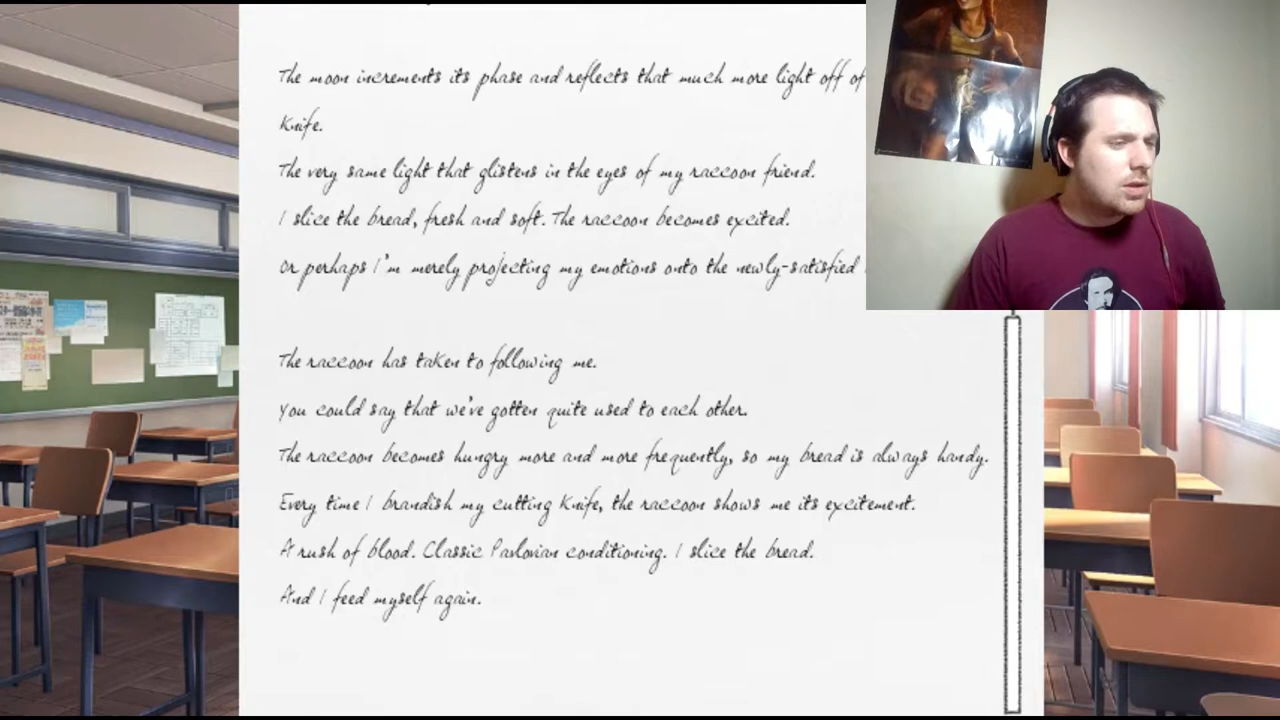 The moon increments its phase and reflects that much more light off of
Knife.
The very same light that glistens in the eyes of my raccoon friend.
I slice the bread, fresh and soft. The raccoon becomes excited.
Or perhaps I'm merely projecting my emotions onto the newly-satisfied
The raccoon has taken to following me.
You could say that we've gotten quite used to each other.
The raccoon becomes hungry more and more frequently, so my bread is always handy.
Every time I brandish my cutting Knife, the raccoon shows me its excitement.
A rush of blood. Classic Pavlovian conditioning. I slice the bread.
And I feed myself again.